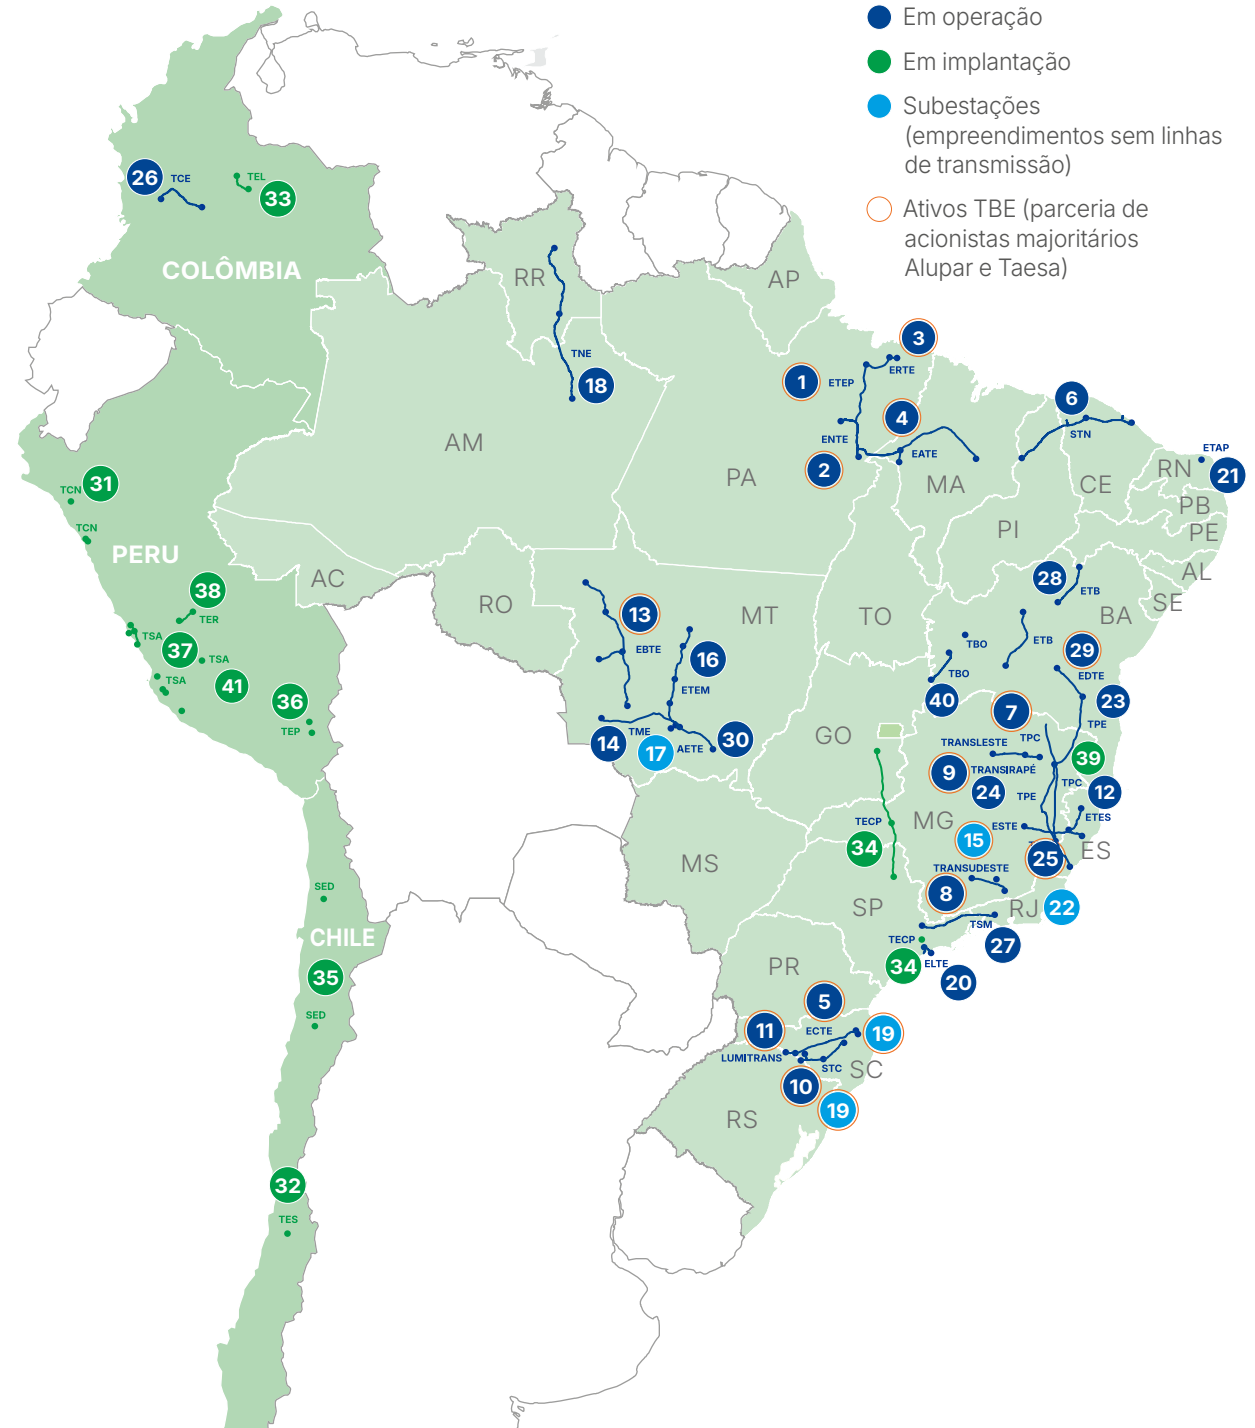 Em operação
Em implantação
Subestações
(empreendimentos sem linhas
de transmissão)
Ativos TBE (parceria de
acionistas majoritários
Alupar e Taesa)
26
TCE
TEL
33
COLÔMBIA
RR
AP
TNE
18
3
ERTE
1
ETEP
4
6
STN
ENTE
EATE
2
ETAP
21
AM
PA
MA
CE
RN
PB
PE
PI
AL
SE
BA
31
TCN
TCN
PERU
AC
RO
MT
TO
28
ETB
38
TER
TSA
37
TSA
41
TSA
36
TEP
13
EBTE
16
ETEM
ETB
TBO
TBO
40
29
EDTE
23
TPE
7
TPC
14
TME
17
AETE
30
GO
TRANSLESTE
39
9
TRANSIRAPÉ
TPC
12
24
TPE
ETES
TECP
34
MG
15
ESTE
25
ES
MS
TRANSUDESTE
8
SP
RJ
22
TSM
27
TECP
34
ELTE
20
SED
CHILE
35
SED
PR
5
11
ECTE
19
LUMITRANS
STC
SC
10
19
RS
32
TES